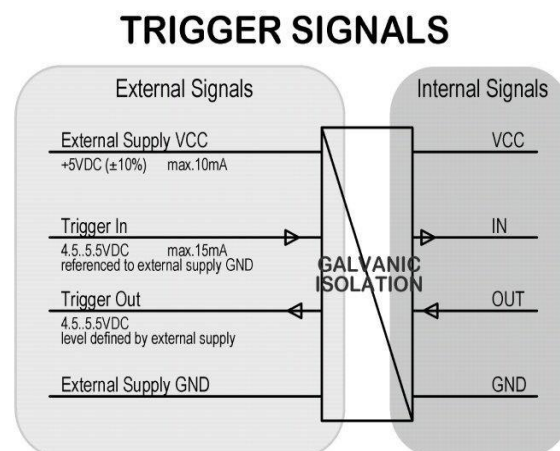 TRIGGER SIGNALS
External Signals
Internal Signals
External Supply VCC
VCC
+5VDC (±10%) max.10mA
Trigger In
IN
4.5..5.5VDC max.15mA
referenced to external supply GND
GALVANIC
ISOLATION
Trigger Out
OUT
4.5..5.5VDC
level defined by external supply
External Supply GND
GND